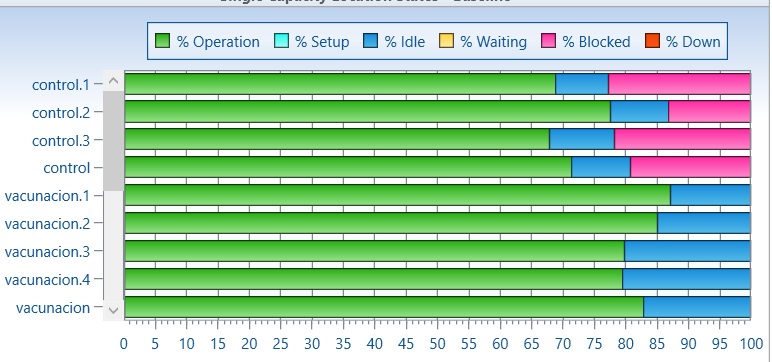 Single Capacity Location States - Baseline
% Operation % Setup % Idle % Waiting % Blocked % Down
control.1
control.2
control.3
control
vacunacion.1
vacunacion.2
vacunacion.3
vacunacion.4
vacunacion
0 5 10 15 20 25 30 35 40 45 50 55 60 65 70 75 80 85 90 95 100